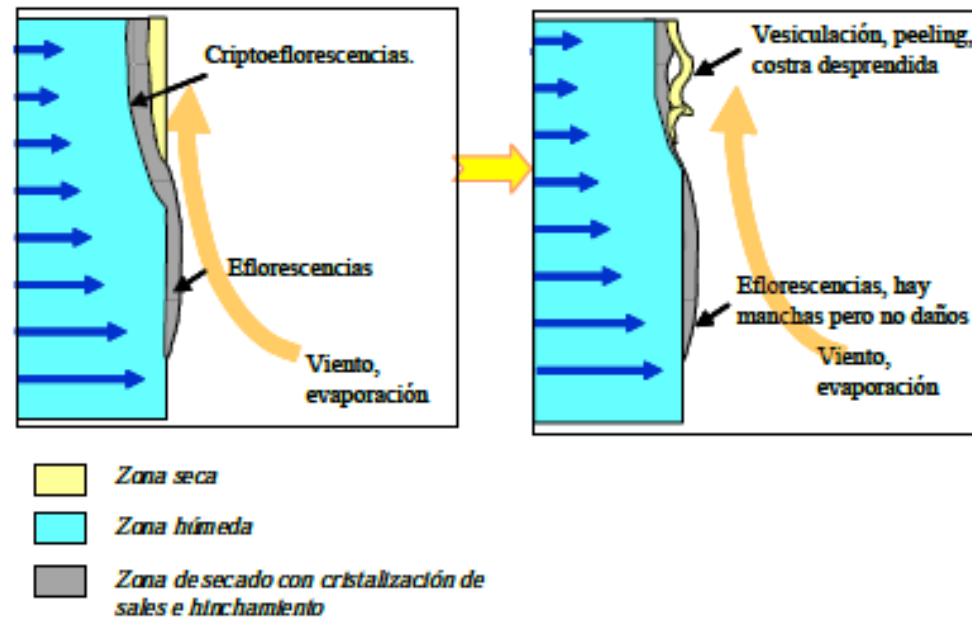 Criptoeflorescencias.
Eflorescencias
Viento,
evaporación
Vesiculación, peeling,
costra desprendida
Eflorescencias, hay
manchas pero no daños
Viento,
evaporación
Zona seca
Zona húmeda
Zona de secado con cristalización de
sales e hinchamiento